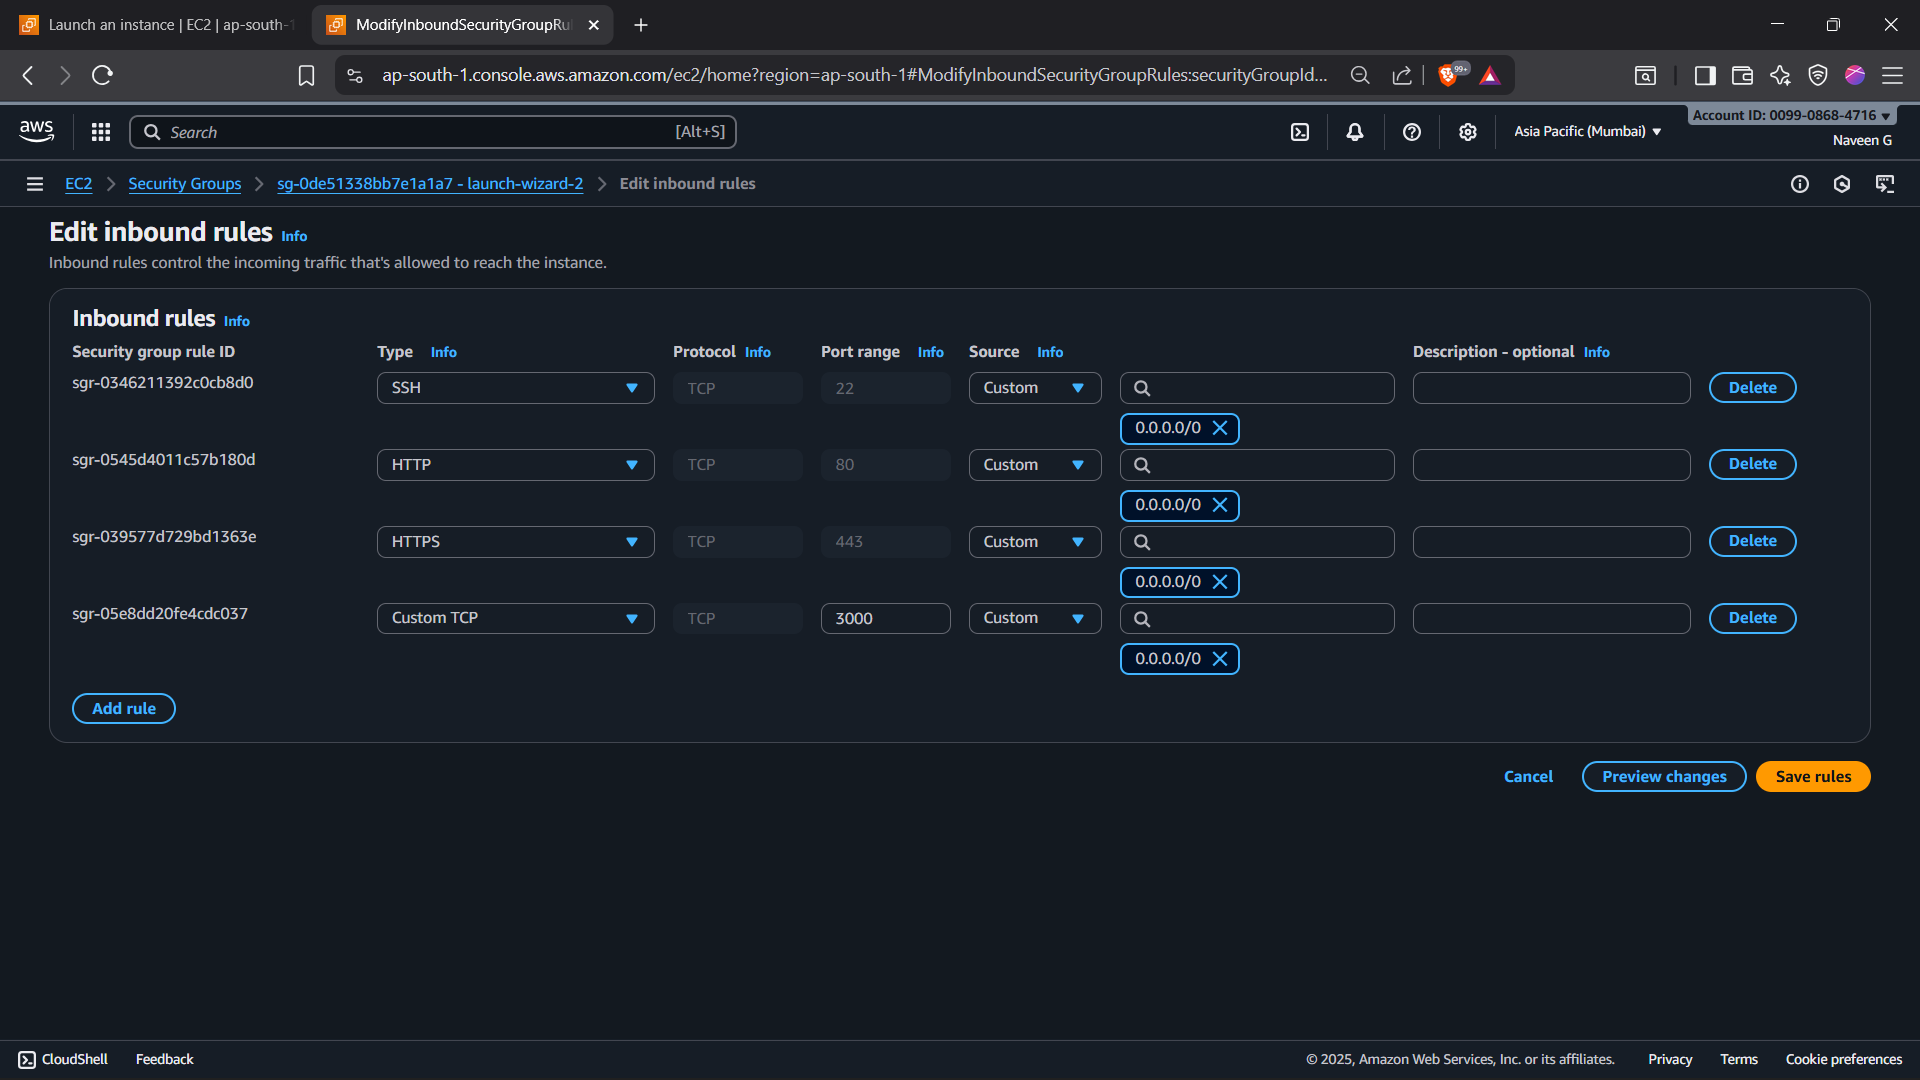 Launch an instance | EC2 | ap-south-1
ModifyInboundSecurityGroupRu
ap-south-1.console.aws.amazon.com/ec2/home?region=ap-south-1#ModifyInboundSecurityGroupRules:securityGroupId...
99+
aws
Search
[Alt+S]
Asia Pacific (Mumbai)
Account ID: 0099-0868-4716
Naveen G
EC2
Security Groups
sg-0de51338bb7e1a1a7 - launch-wizard-2
Edit inbound rules
Edit inbound rules Info
Inbound rules control the incoming traffic that's allowed to reach the instance.
Inbound rules Info
Security group rule ID
Type Info
Protocol Info
Port range Info
Source Info
Description - optional Info
sgr-0346211392c0cb8d0
SSH
TCP
22
Custom
Delete
0.0.0.0/0
sgr-0545d4011c57b180d
HTTP
TCP
80
Custom
Delete
0.0.0.0/0
sgr-039577d729bd1363e
HTTPS
TCP
443
Custom
Delete
0.0.0.0/0
sgr-05e8dd20fe4cdc037
Custom TCP
TCP
3000
Custom
Delete
0.0.0.0/0
Add rule
Cancel
Preview changes
Save rules
CloudShell
Feedback
© 2025, Amazon Web Services, Inc. or its affiliates.
Privacy
Terms
Cookie preferences